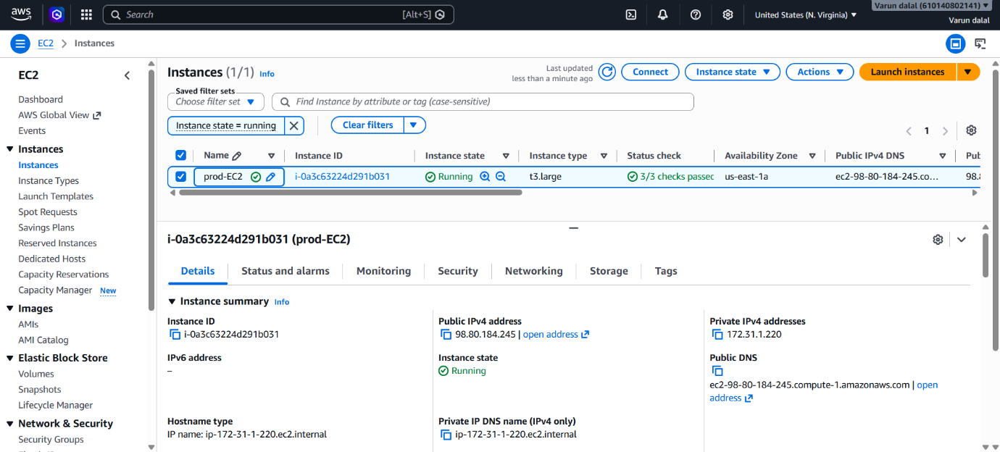 aws
Search [Alt+S]
United States (N. Virginia)
Varun dalal (610140802141)
Varun dalal
EC2 Instances
EC2
Dashboard
AWS Global View
Events
Instances
Instances
Instance Types
Launch Templates
Spot Requests
Savings Plans
Reserved Instances
Dedicated Hosts
Capacity Reservations
Capacity Manager New
Images
AMIs
AMI Catalog
Elastic Block Store
Volumes
Snapshots
Lifecycle Manager
Network & Security
Security Groups
Instances (1/1) Info
Last updated
less than a minute ago
Connect
Instance state
Actions
Launch instances
Saved filter sets
Choose filter set
Find Instance by attribute or tag (case-sensitive)
Instance state = running
Clear filters
1
Name Instance ID Instance state Instance type Status check Availability Zone Public IPv4 DNS Pub
prod-EC2 i-0a3c63224d291b031 Running t3.large 3/3 checks passed us-east-1a ec2-98-80-184-245.co... 98.8
i-0a3c63224d291b031 (prod-EC2)
Details Status and alarms Monitoring Security Networking Storage Tags
Instance summary Info
Instance ID
i-0a3c63224d291b031
Public IPv4 address
98.80.184.245 | open address
Private IPv4 addresses
172.31.1.220
IPv6 address
–
Instance state
Running
Public DNS
ec2-98-80-184-245.compute-1.amazonaws.com | open
address
Hostname type
IP name: ip-172-31-1-220.ec2.internal
Private IP DNS name (IPv4 only)
ip-172-31-1-220.ec2.internal